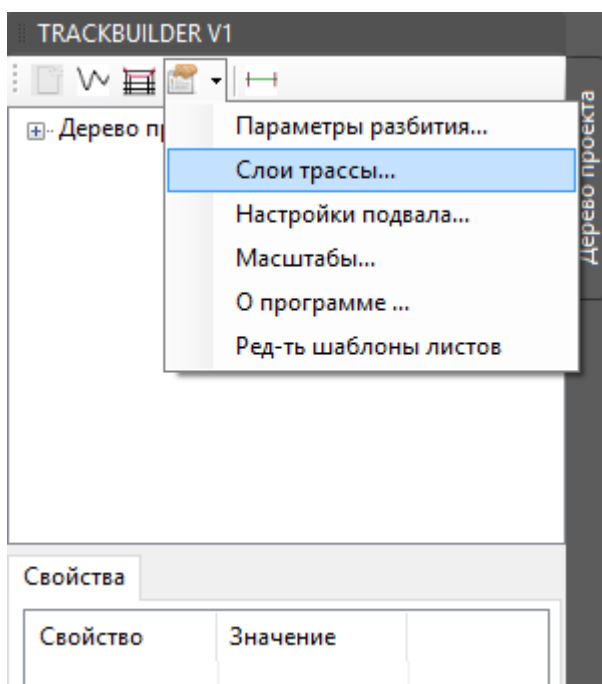 TRACKBUILDER V1
Дерево п
Параметры разбития...
Слои трассы...
Настройки подвала...
Масштабы...
О программе ...
Ред-ть шаблоны листов
Дерево проекта
Свойства
Свойство Значение